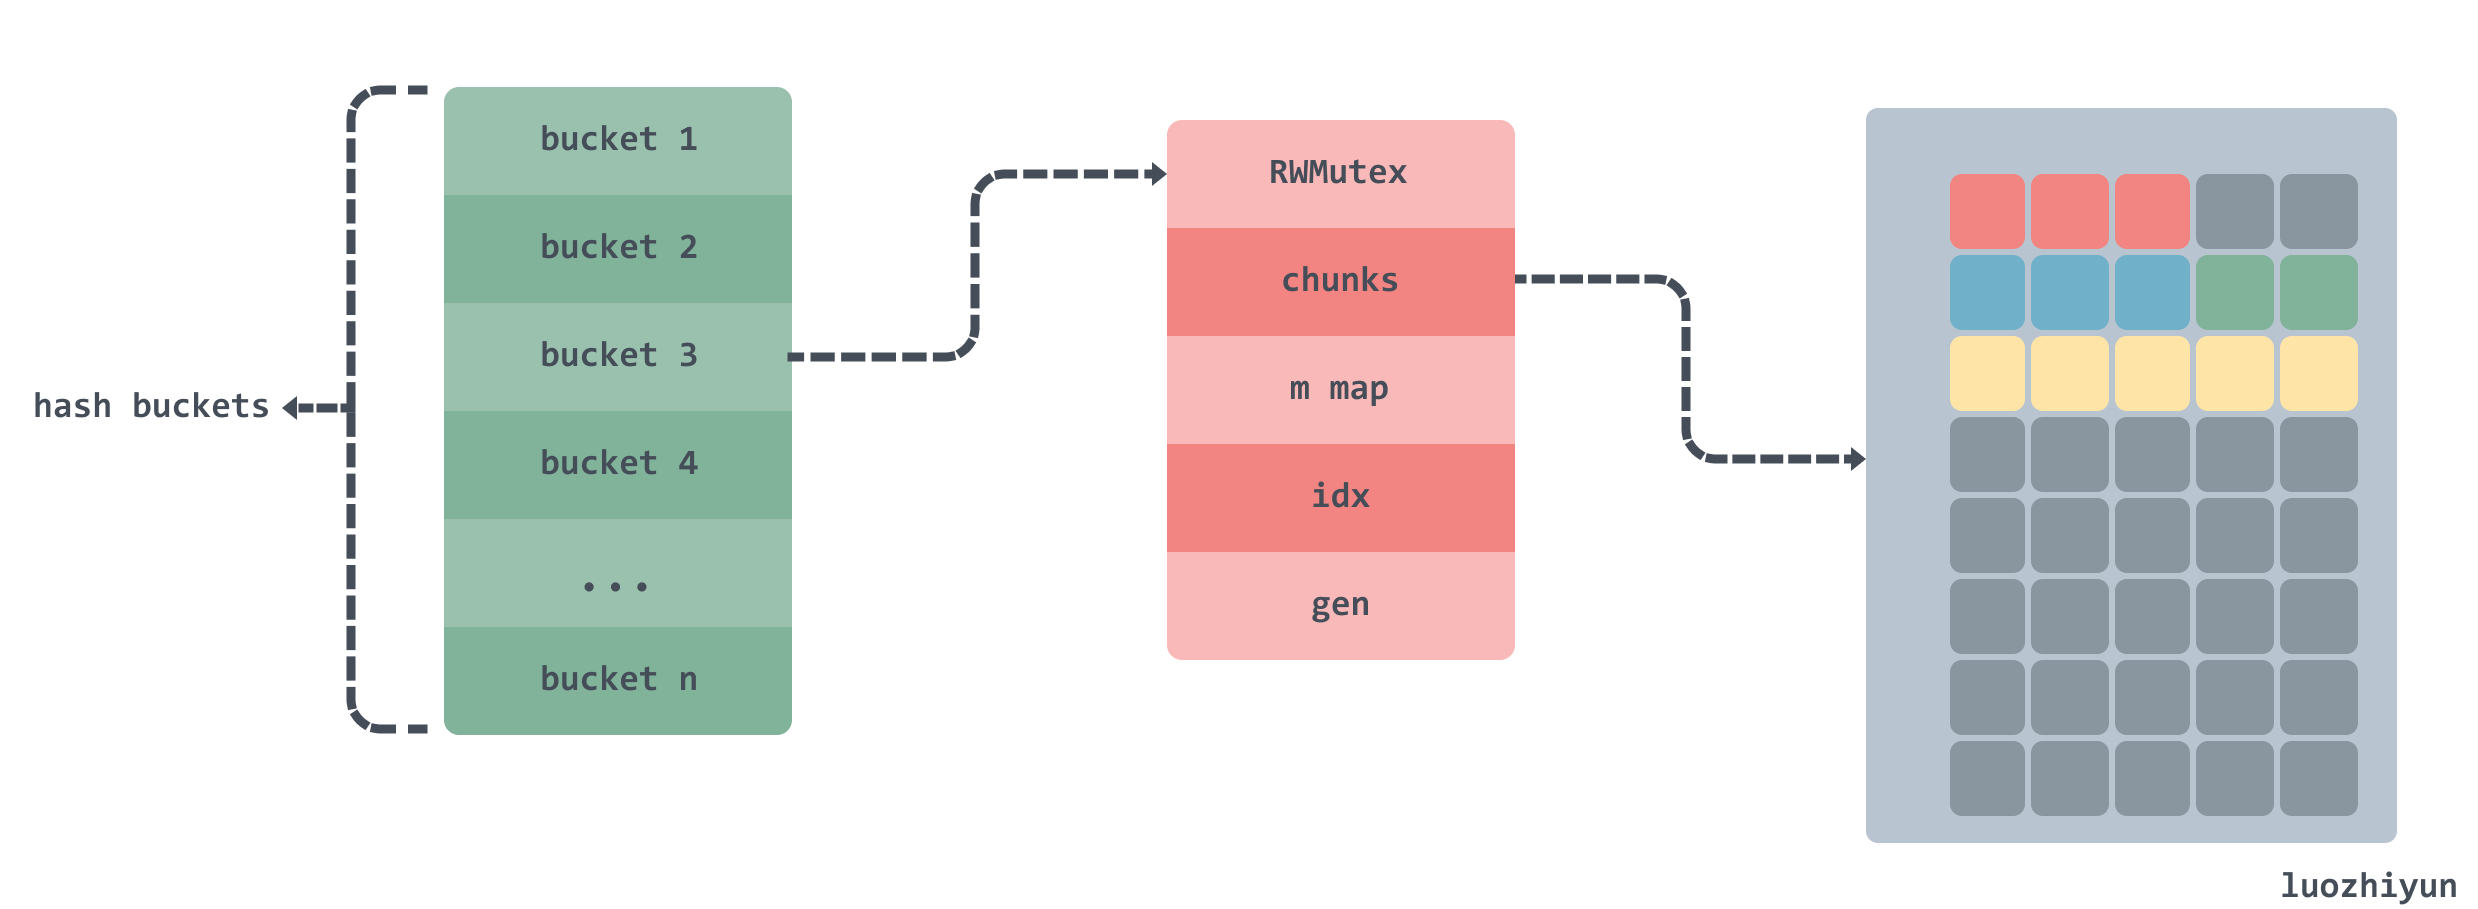 hash buckets
bucket 1
bucket 2
bucket 3
bucket 4
...
bucket n
RWMutex
chunks
m map
idx
gen
luozhiyun